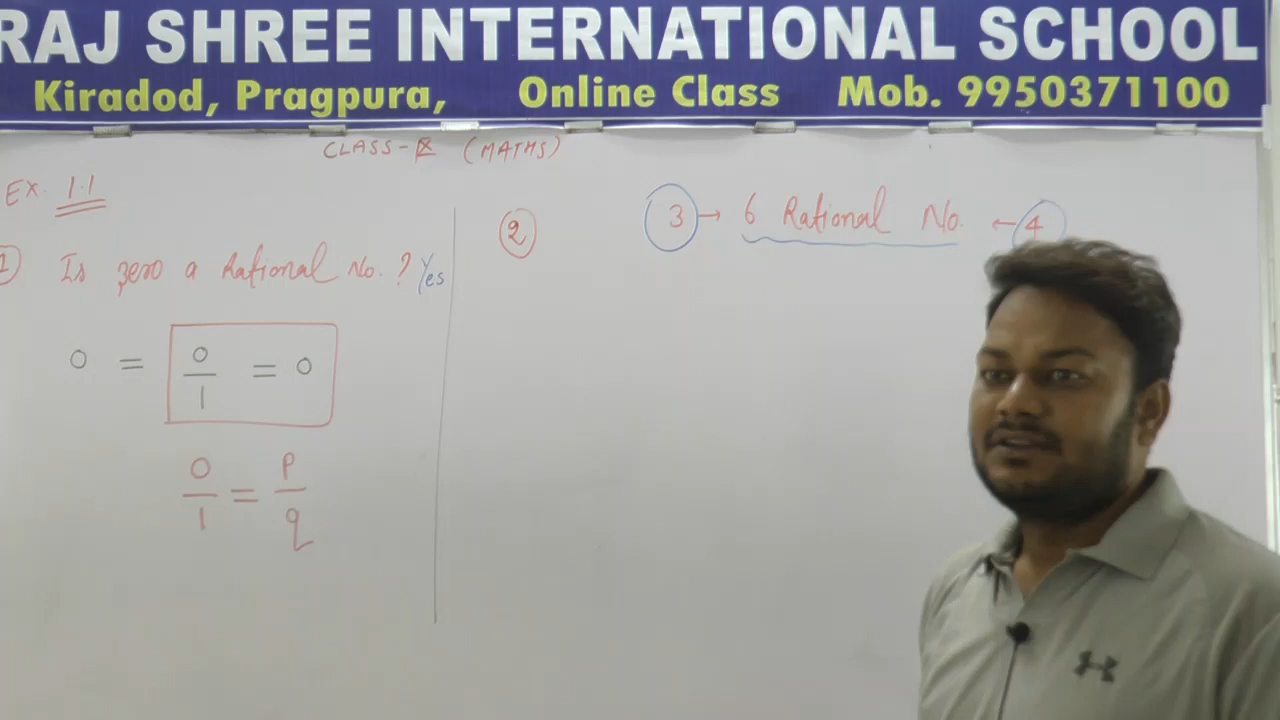 RAJ SHREE INTERNATIONAL SCHOOL
Kiradod, Pragpura, Online Class Mob. 9950371100
CLASS-IX (MATHS)
Ex. 1.1
1 Is zero a Rational No. ? Yes
0 = 0/1 = 0
0/1 = p/q
2 3 → 6 Rational No. ← 4